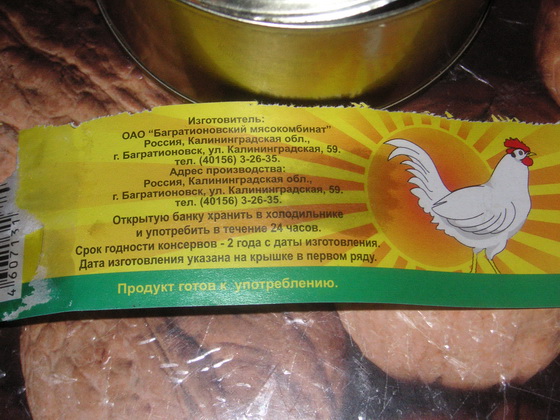 Изготовитель:
ОАО "Багратионовский мясокомбинат"
Россия, Калининградская обл.,
г. Багратионовск, ул. Калининградская, 59.
тел. (40156) 3-26-35.
Адрес производства:
Россия, Калининградская обл.,
г. Багратионовск, ул. Калининградская, 59.
тел. (40156) 3-26-35.
Открытую банку хранить в холодильнике
и употребить в течение 24 часов.
Срок годности консервов - 2 года с даты изготовления.
Дата изготовления указана на крышке в первом ряду.
Продукт готов к употреблению.